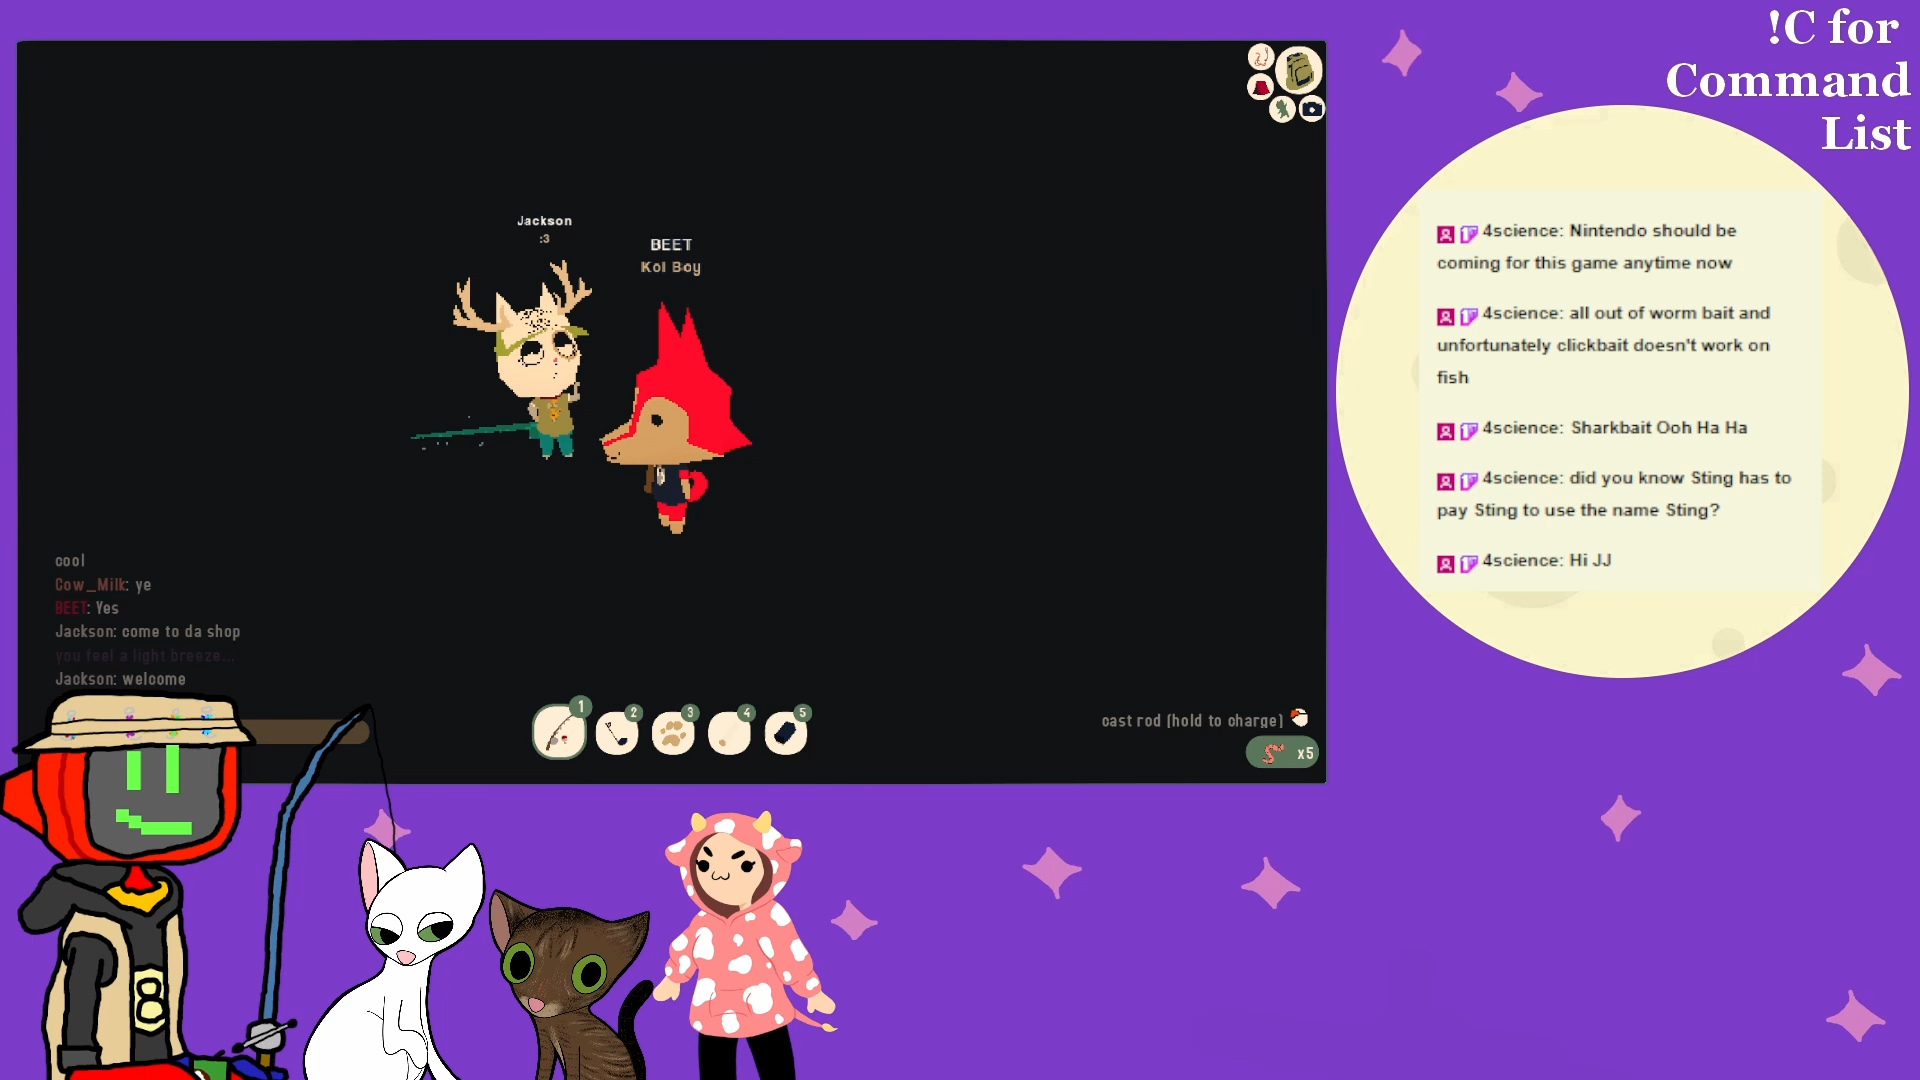 !C for
Command
List
Jackson
:3
BEET
KoI Boy
4science: Nintendo should be
coming for this game anytime now
4science: all out of worm bait and
unfortunately clickbait doesn't work on
fish
4science: Sharkbait Ooh Ha Ha
4science: did you know Sting has to
pay Sting to use the name Sting?
4science: Hi JJ
cool
Cow_Milk: ye
BEET: Yes
Jackson: come to da shop
you feel a light breeze...
Jackson: welcome
1
2
3
4
5
cast rod (hold to charge)
x5
8